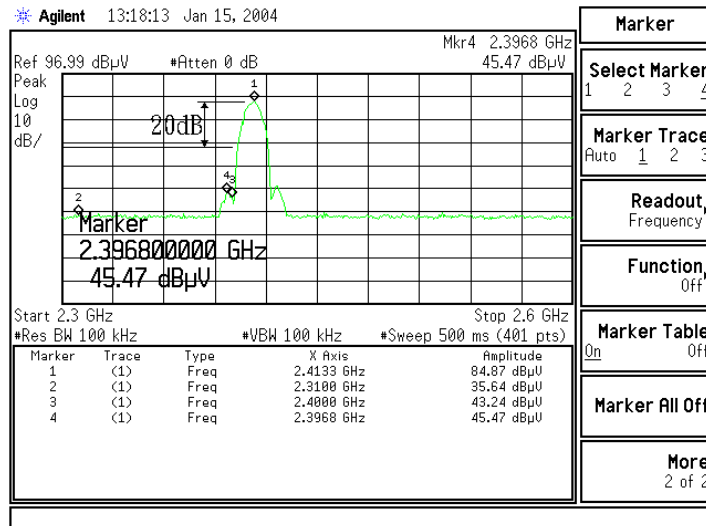 Agilent 13:18:13 Jan 15, 2004
Mkr4 2.3968 GHz
Ref 96.99 dBµV #Atten 0 dB 45.47 dBµV
Peak
Log
10
dB/
1
20dB
4 3
2
Marker
2.396800000 GHz
45.47 dBµV
Start 2.3 GHz Stop 2.6 GHz
#Res BW 100 kHz #VBW 100 kHz #Sweep 500 ms (401 pts)
Marker Trace Type X Axis Amplitude
1 (1) Freq 2.4133 GHz 84.87 dBµV
2 (1) Freq 2.3100 GHz 35.64 dBµV
3 (1) Freq 2.4000 GHz 43.24 dBµV
4 (1) Freq 2.3968 GHz 45.47 dBµV
Marker
Select Marker
1 2 3 4
Marker Trace
Auto 1 2 3
Readout
Frequency
Function
Off
Marker Table
On Off
Marker All Off
More
2 of 2